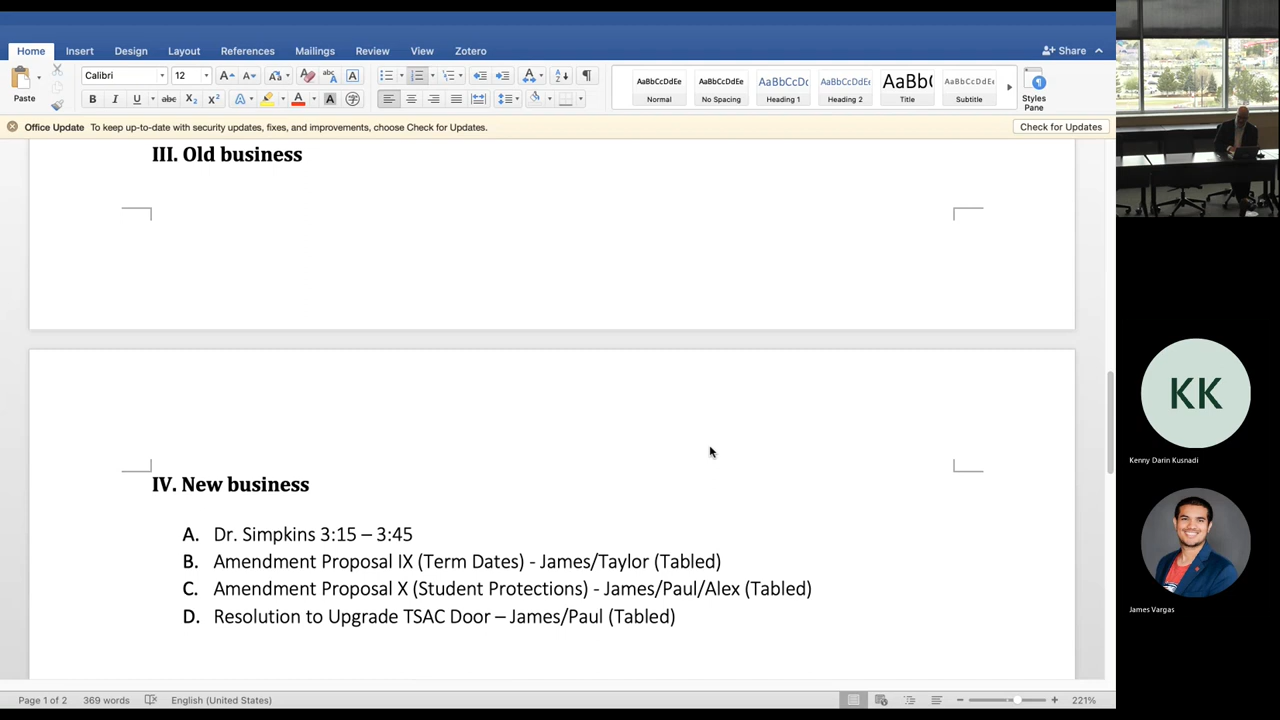 Home Insert Design Layout References Mailings Review View Zotero Share
Calibri 12
Paste
AaBbCcDdEe AaBbCcDdEe AaBbCcDc AaBbCcDdE AaBb( AaBbCcDdE
Normal No Spacing Heading 1 Heading 2 Title Subtitle Styles Pane
Office Update To keep up-to-date with security updates, fixes, and improvements, choose Check for Updates. Check for Updates
III. Old business
IV. New business
A. Dr. Simpkins 3:15 – 3:45
B. Amendment Proposal IX (Term Dates) - James/Taylor (Tabled)
C. Amendment Proposal X (Student Protections) - James/Paul/Alex (Tabled)
D. Resolution to Upgrade TSAC Door – James/Paul (Tabled)
Page 1 of 2 369 words English (United States) 221%
KK
Kenny Darin Kusnadi
James Vargas